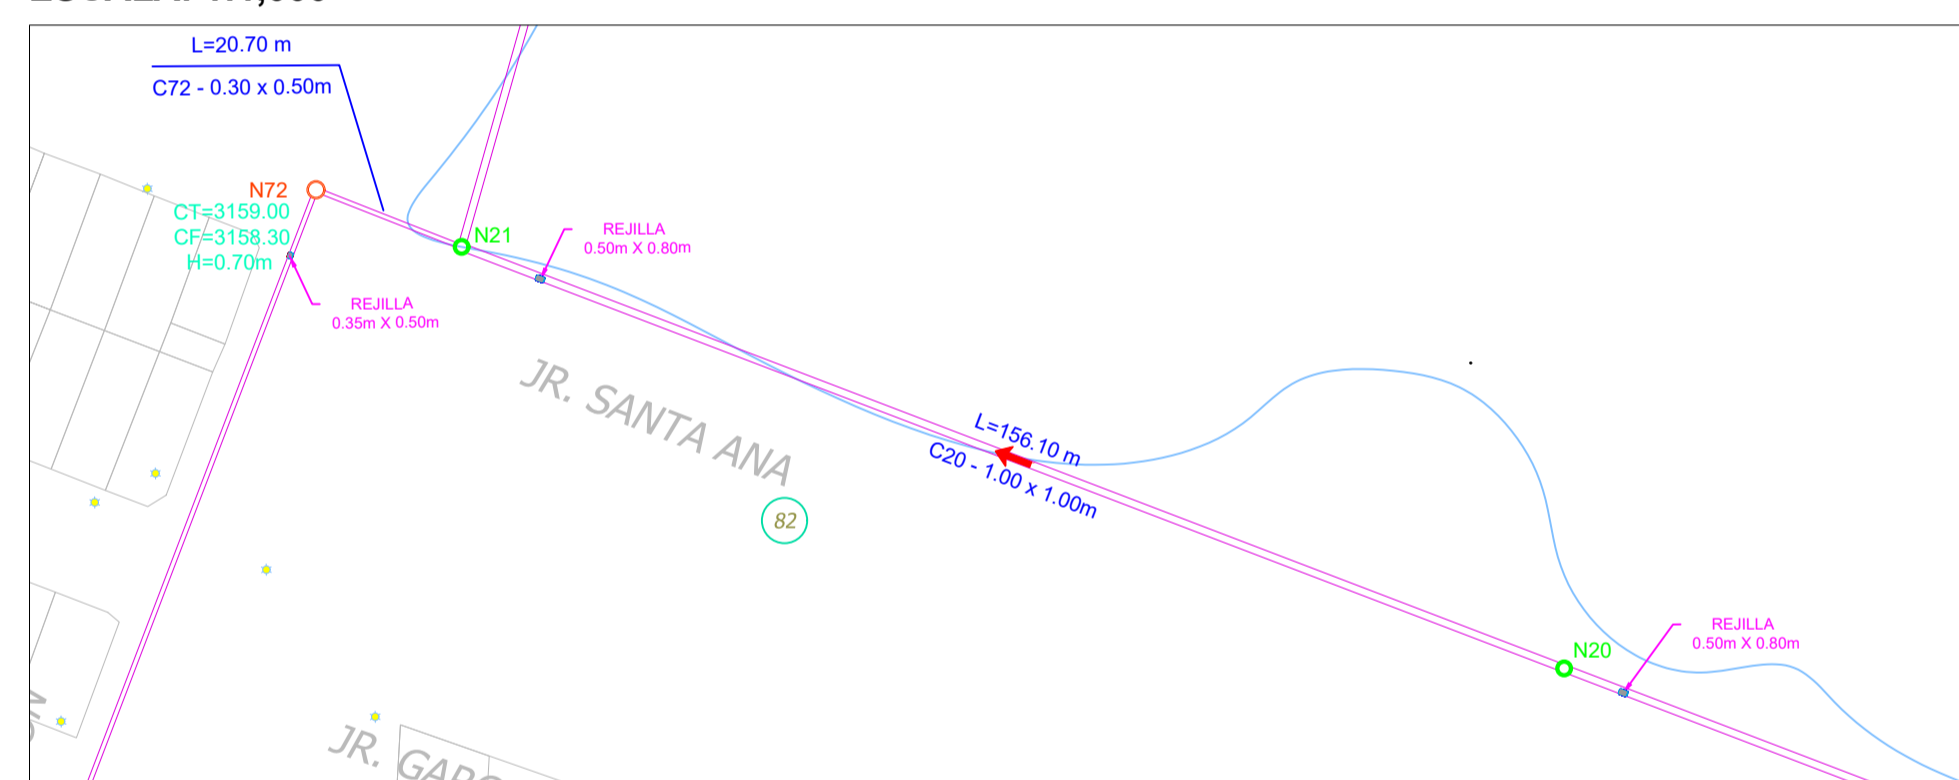 L=20.70 m
C72 - 0.30 x 0.50m
N72
CT=3159.00
CF=3158.30
H=0.70m
N21
REJILLA
0.50m X 0.80m
REJILLA
0.35m X 0.50m
JR. SANTA ANA
L=156.10 m
C20 - 1.00 x 1.00m
82
N20
REJILLA
0.50m X 0.80m
JR.